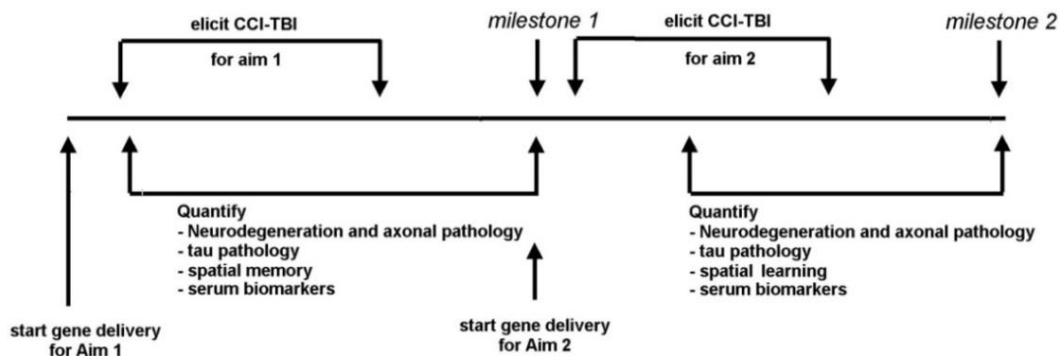 elicit CCI-TBI
for aim 1
milestone 1
elicit CCI-TBI
for aim 2
milestone 2
Quantify
- Neurodegeneration and axonal pathology
- tau pathology
- spatial memory
- serum biomarkers
Quantify
- Neurodegeneration and axonal pathology
- tau pathology
- spatial learning
- serum biomarkers
start gene delivery
for Aim 1
start gene delivery
for Aim 2